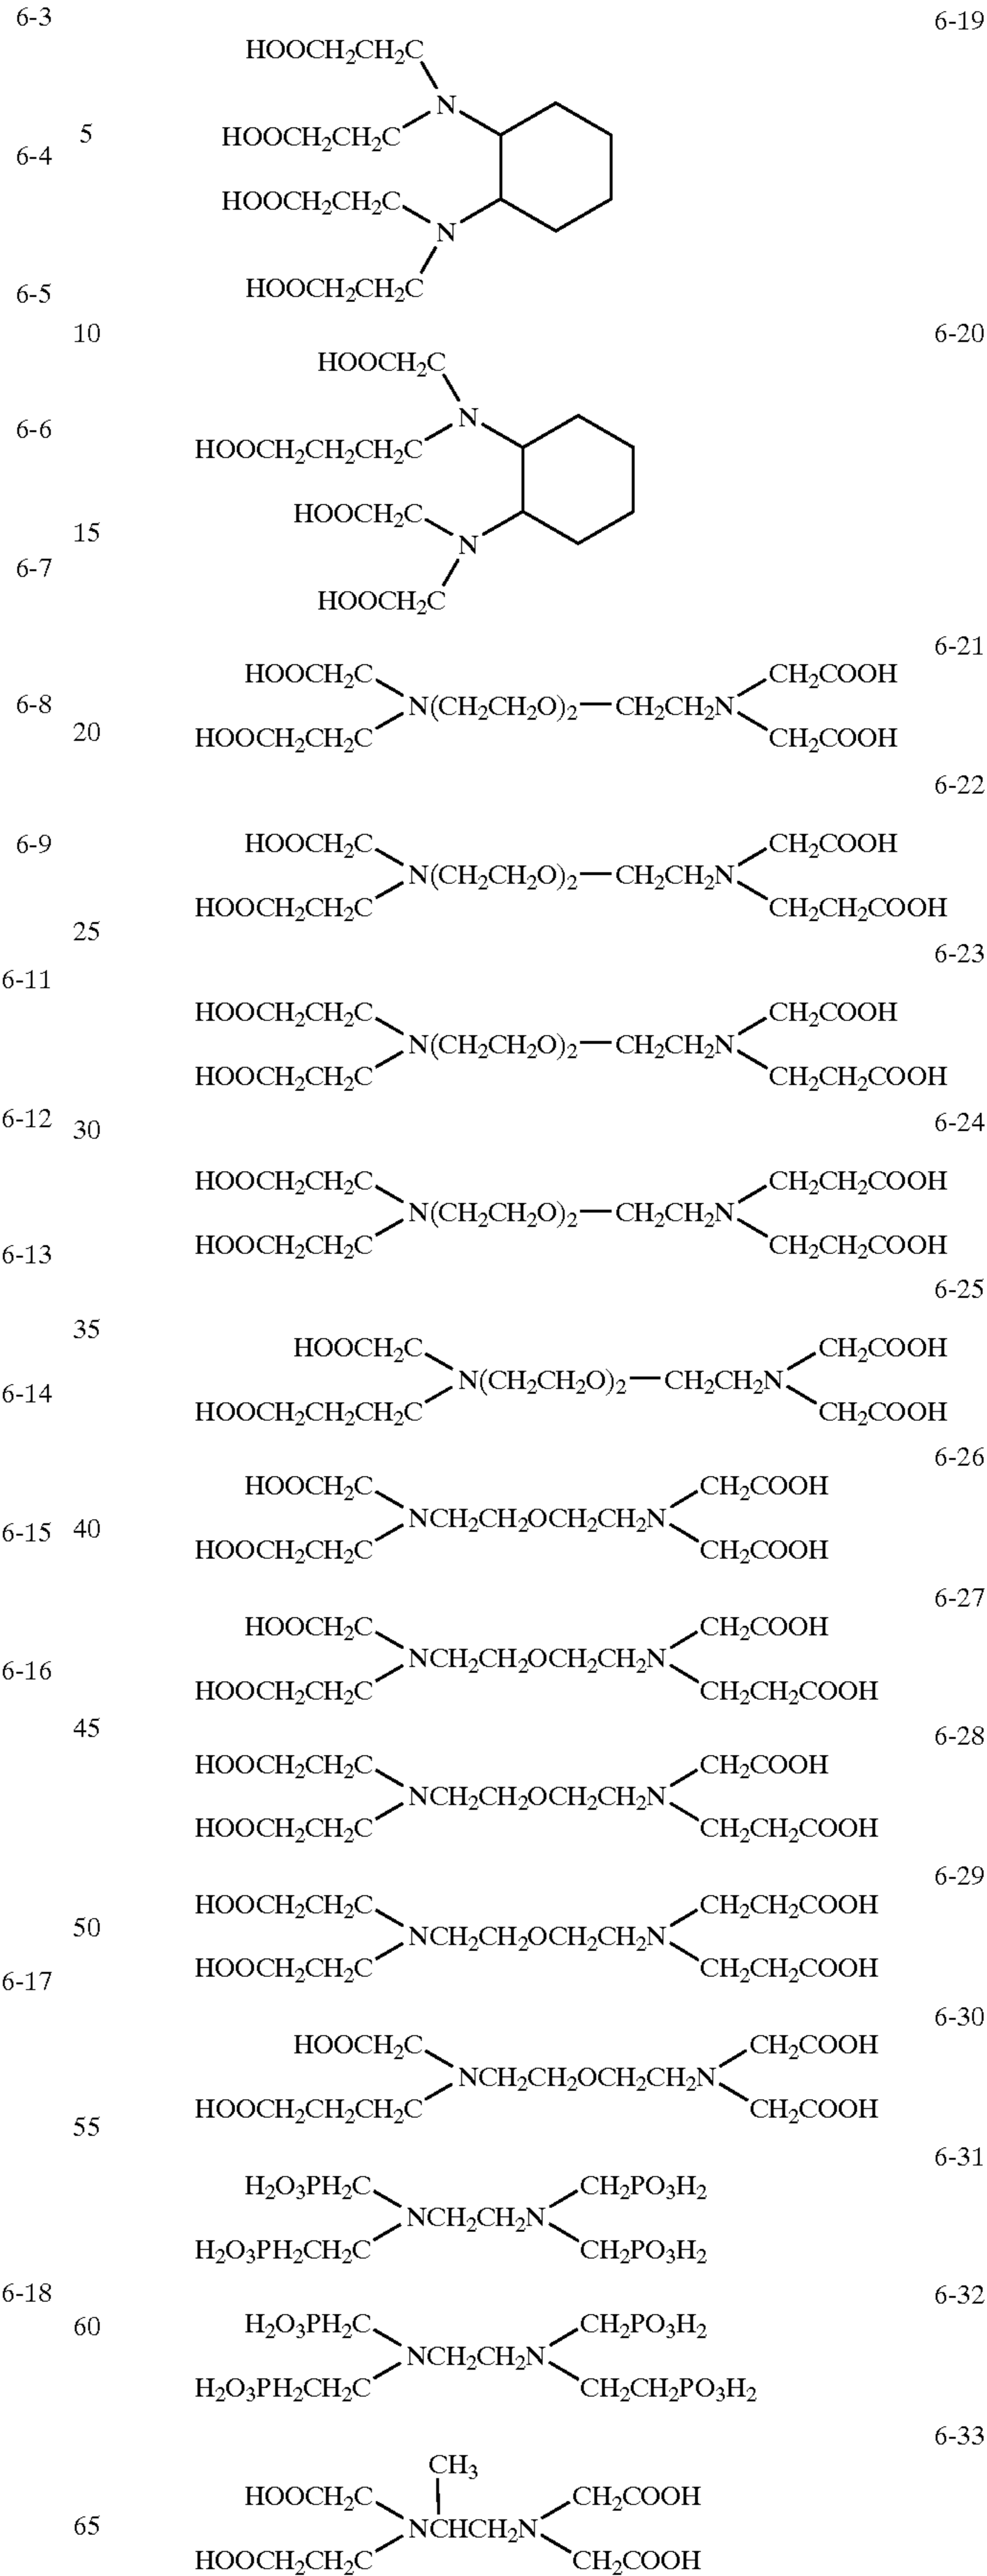 6-3
6-19
HOOCH₂CH₂C
N
5
HOOCH₂CH₂C
6-4
HOOCH₂CH₂C
N
HOOCH₂CH₂C
6-5
10
6-20
HOOCH₂C
N
6-6
HOOCH₂CH₂CH₂C
HOOCH₂C
15
N
6-7
HOOCH₂C
6-21
HOOCH₂C CH₂COOH
6-8
N(CH₂CH₂O)₂—CH₂CH₂N
20
HOOCH₂CH₂C CH₂COOH
6-22
6-9
HOOCH₂C CH₂COOH
N(CH₂CH₂O)₂—CH₂CH₂N
HOOCH₂CH₂C CH₂CH₂COOH
25
6-23
6-11
HOOCH₂CH₂C CH₂COOH
N(CH₂CH₂O)₂—CH₂CH₂N
HOOCH₂CH₂C CH₂CH₂COOH
6-12
30
6-24
HOOCH₂CH₂C CH₂CH₂COOH
N(CH₂CH₂O)₂—CH₂CH₂N
HOOCH₂CH₂C CH₂CH₂COOH
6-13
6-25
35
HOOCH₂C CH₂COOH
N(CH₂CH₂O)₂—CH₂CH₂N
6-14
HOOCH₂CH₂CH₂C CH₂COOH
6-26
HOOCH₂C CH₂COOH
NCH₂CH₂OCH₂CH₂N
6-15
40
HOOCH₂CH₂C CH₂COOH
6-27
HOOCH₂C CH₂COOH
NCH₂CH₂OCH₂CH₂N
6-16
HOOCH₂CH₂C CH₂CH₂COOH
45
6-28
HOOCH₂CH₂C CH₂COOH
NCH₂CH₂OCH₂CH₂N
HOOCH₂CH₂C CH₂CH₂COOH
6-29
HOOCH₂CH₂C CH₂CH₂COOH
50
NCH₂CH₂OCH₂CH₂N
HOOCH₂CH₂C CH₂CH₂COOH
6-17
6-30
HOOCH₂C CH₂COOH
NCH₂CH₂OCH₂CH₂N
HOOCH₂CH₂CH₂C CH₂COOH
55
6-31
H₂O₃PH₂C CH₂PO₃H₂
NCH₂CH₂N
H₂O₃PH₂CH₂C CH₂PO₃H₂
6-18
6-32
60
H₂O₃PH₂C CH₂PO₃H₂
NCH₂CH₂N
H₂O₃PH₂CH₂C CH₂CH₂PO₃H₂
6-33
CH₃
HOOCH₂C CH₂COOH
65
NCHCH₂N
HOOCH₂CH₂C CH₂COOH